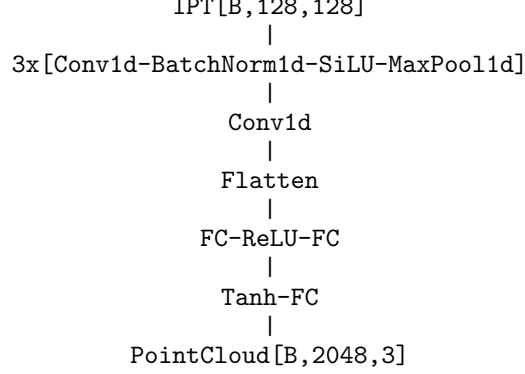 IPT[B,128,128]
|
3x[Conv1d-BatchNorm1d-SiLU-MaxPool1d]
|
Conv1d
|
Flatten
|
FC-ReLU-FC
|
Tanh-FC
|
PointCloud[B,2048,3]